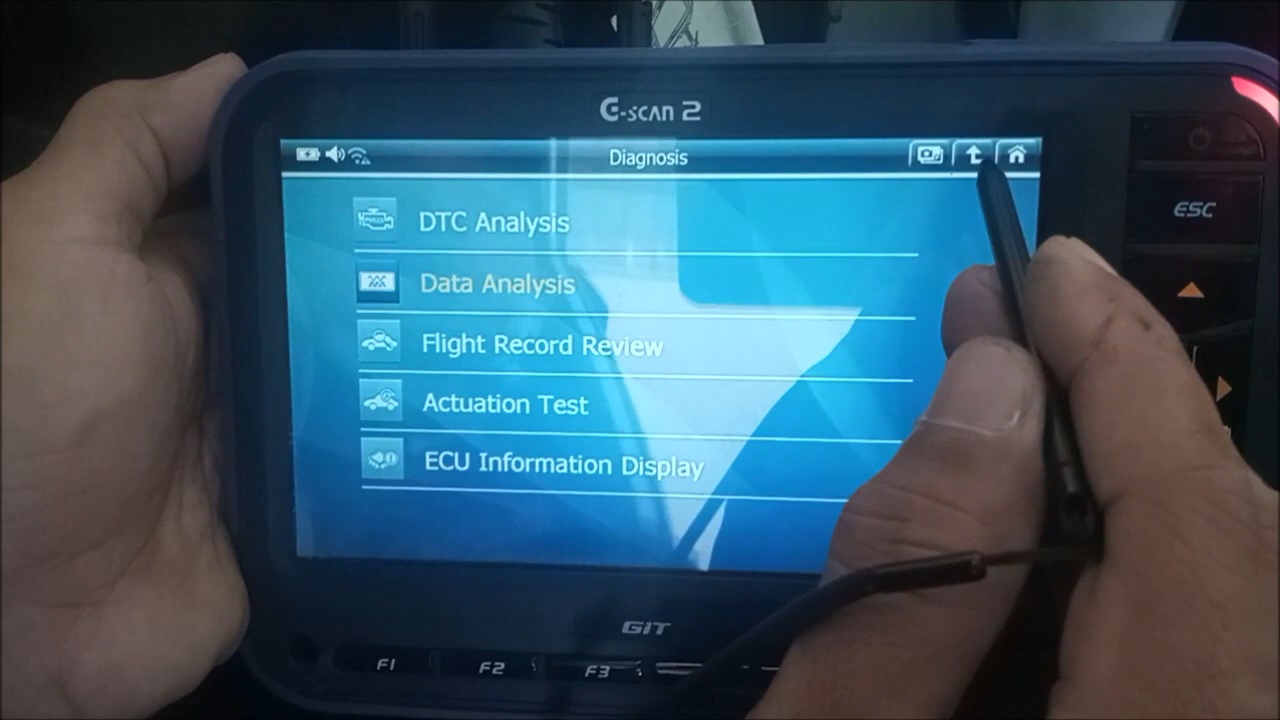 G-SCAN 2
Diagnosis
ESC
DTC Analysis
Data Analysis
Flight Record Review
Actuation Test
ECU Information Display
GIT
F1 F2 F3